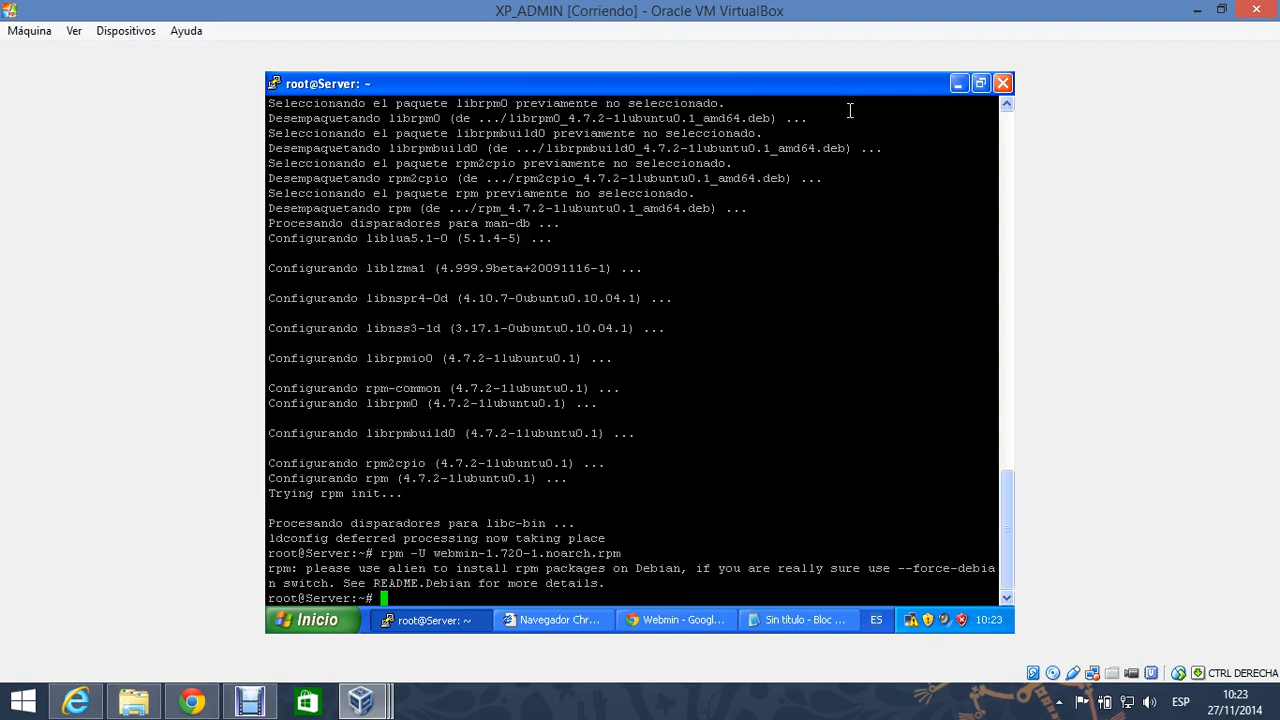 XP_ADMIN [Corriendo] - Oracle VM VirtualBox
Máquina Ver Dispositivos Ayuda
root@Server: ~
Seleccionando el paquete librpm0 previamente no seleccionado.
Desempaquetando librpm0 (de .../librpm0_4.7.2-1lubuntu0.1_amd64.deb) ...
Seleccionando el paquete librpmbuild0 previamente no seleccionado.
Desempaquetando librpmbuild0 (de .../librpmbuild0_4.7.2-1lubuntu0.1_amd64.deb) ...
Seleccionando el paquete rpm2cpio previamente no seleccionado.
Desempaquetando rpm2cpio (de .../rpm2cpio_4.7.2-1lubuntu0.1_amd64.deb) ...
Seleccionando el paquete rpm previamente no seleccionado.
Desempaquetando rpm (de .../rpm_4.7.2-1lubuntu0.1_amd64.deb) ...
Procesando disparadores para man-db ...
Configurando liblua5.1-0 (5.1.4-5) ...
Configurando liblzma1 (4.999.9beta+20091116-1) ...
Configurando libnspr4-0d (4.10.7-0ubuntu0.10.04.1) ...
Configurando libnss3-1d (3.17.1-0ubuntu0.10.04.1) ...
Configurando librpmio0 (4.7.2-1lubuntu0.1) ...
Configurando rpm-common (4.7.2-1lubuntu0.1) ...
Configurando librpm0 (4.7.2-1lubuntu0.1) ...
Configurando librpmbuild0 (4.7.2-1lubuntu0.1) ...
Configurando rpm2cpio (4.7.2-1lubuntu0.1) ...
Configurando rpm (4.7.2-1lubuntu0.1) ...
Trying rpm init...
Procesando disparadores para libc-bin ...
ldconfig deferred processing now taking place
root@Server:~# rpm -U webmin-1.720-1.noarch.rpm
rpm: please use alien to install rpm packages on Debian, if you are really sure use --force-debia
n switch. See README.Debian for more details.
root@Server:~#
Inicio root@Server: ~ Navegador Chr... Webmin - Googl... Sin título - Bloc ... ES 10:23
CTRL DERECHA
ESP 10:23
27/11/2014